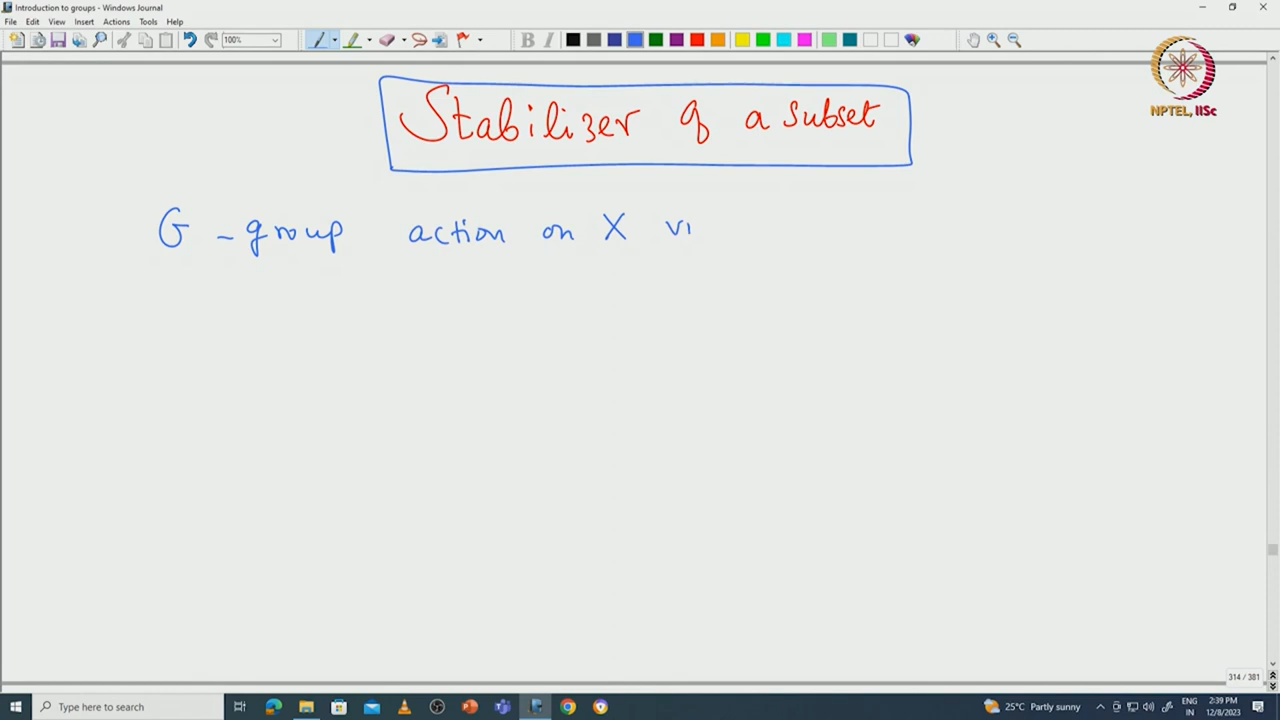 Introduction to groups - Windows Journal
File Edit View Insert Actions Tools Help
100%
B I
NPTEL, IISc
Stabilizer of a subset
G - group action on X vi
314 / 381
Type here to search
25°C Partly sunny
ENG
IN
2:39 PM
12/8/2023